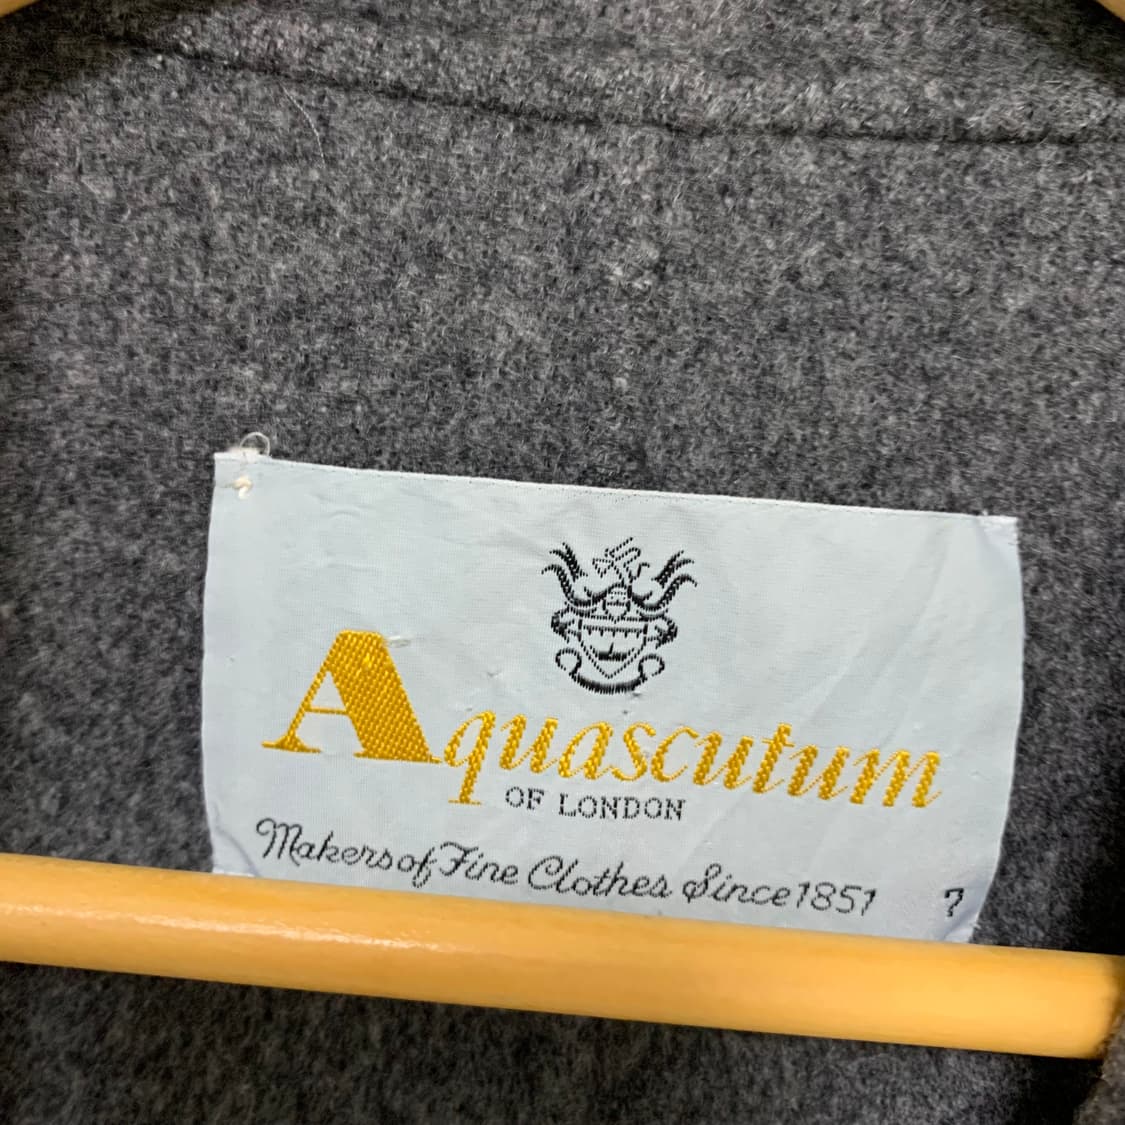 Aquascutum
OF LONDON
Makers of Fine Clothes Since 1851 7